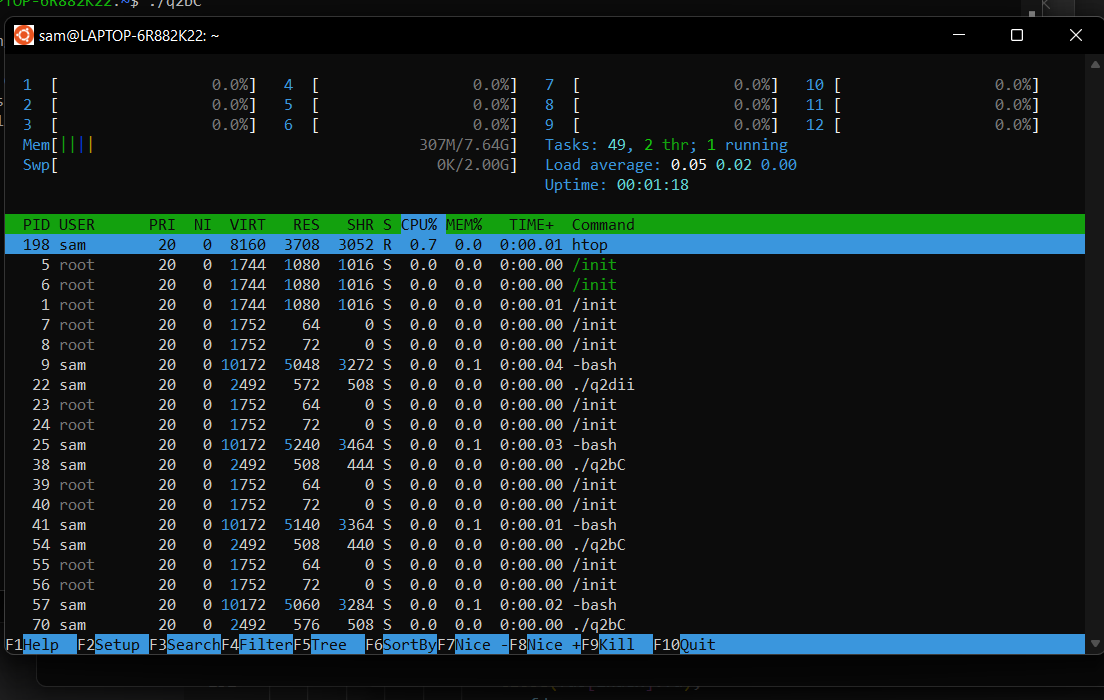 TOP-6R882K22:~$ ./q2bC
sam@LAPTOP-6R882K22: ~
1 [ 0.0%] 4 [ 0.0%] 7 [ 0.0%] 10 [ 0.0%]
2 [ 0.0%] 5 [ 0.0%] 8 [ 0.0%] 11 [ 0.0%]
3 [ 0.0%] 6 [ 0.0%] 9 [ 0.0%] 12 [ 0.0%]
Mem[|||| 307M/7.64G] Tasks: 49, 2 thr; 1 running
Swp[ 0K/2.00G] Load average: 0.05 0.02 0.00
Uptime: 00:01:18
PID USER PRI NI VIRT RES SHR S CPU% MEM% TIME+ Command
198 sam 20 0 8160 3708 3052 R 0.7 0.0 0:00.01 htop
5 root 20 0 1744 1080 1016 S 0.0 0.0 0:00.00 /init
6 root 20 0 1744 1080 1016 S 0.0 0.0 0:00.00 /init
1 root 20 0 1744 1080 1016 S 0.0 0.0 0:00.01 /init
7 root 20 0 1752 64 0 S 0.0 0.0 0:00.00 /init
8 root 20 0 1752 72 0 S 0.0 0.0 0:00.00 /init
9 sam 20 0 10172 5048 3272 S 0.0 0.1 0:00.04 -bash
22 sam 20 0 2492 572 508 S 0.0 0.0 0:00.00 ./q2dii
23 root 20 0 1752 64 0 S 0.0 0.0 0:00.00 /init
24 root 20 0 1752 72 0 S 0.0 0.0 0:00.00 /init
25 sam 20 0 10172 5240 3464 S 0.0 0.1 0:00.03 -bash
38 sam 20 0 2492 508 444 S 0.0 0.0 0:00.00 ./q2bC
39 root 20 0 1752 64 0 S 0.0 0.0 0:00.00 /init
40 root 20 0 1752 72 0 S 0.0 0.0 0:00.00 /init
41 sam 20 0 10172 5140 3364 S 0.0 0.1 0:00.01 -bash
54 sam 20 0 2492 508 440 S 0.0 0.0 0:00.00 ./q2bC
55 root 20 0 1752 64 0 S 0.0 0.0 0:00.00 /init
56 root 20 0 1752 72 0 S 0.0 0.0 0:00.00 /init
57 sam 20 0 10172 5060 3284 S 0.0 0.1 0:00.02 -bash
70 sam 20 0 2492 576 508 S 0.0 0.0 0:00.00 ./q2bC
F1Help F2Setup F3SearchF4FilterF5Tree F6SortByF7Nice -F8Nice +F9Kill F10Quit